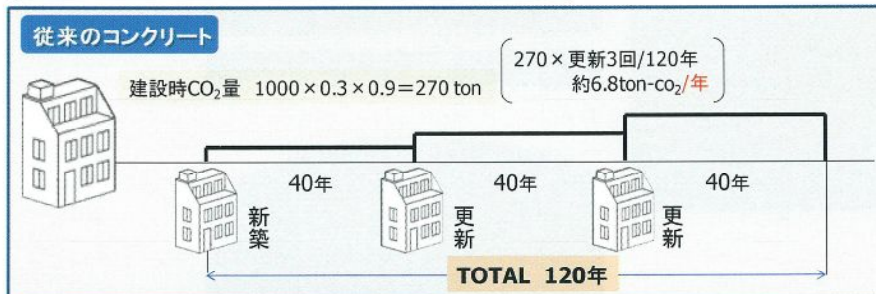 従来のコンクリート
建設時CO₂量 1000×0.3×0.9=270 ton
270×更新3回/120年
約6.8ton-co₂/年
40年
40年
40年
新築
更新
更新
TOTAL 120年